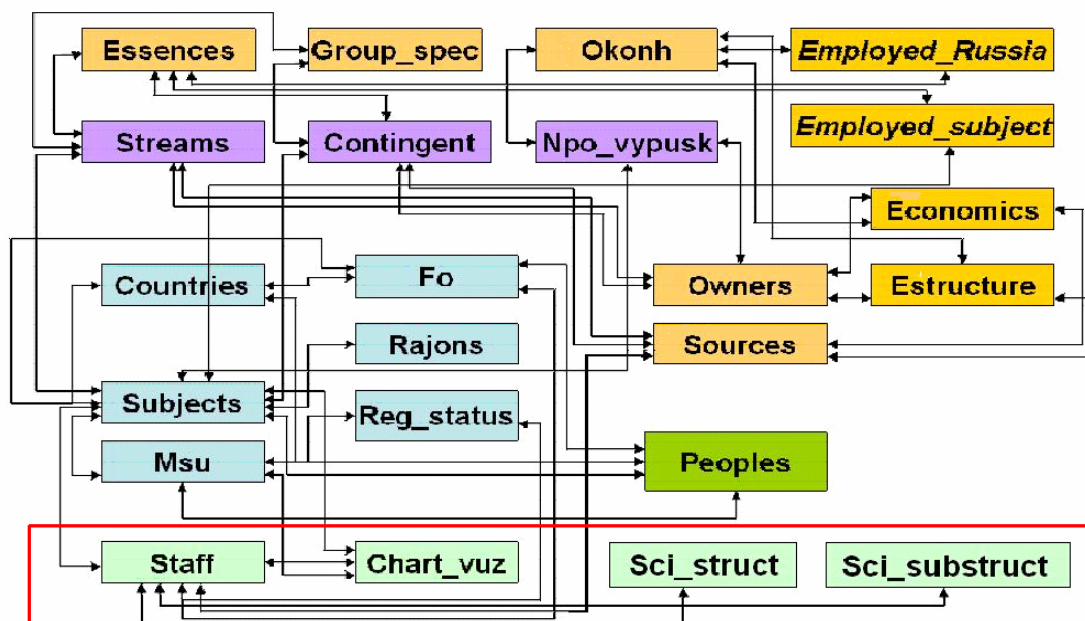 Essences
Group_spec
Okonh
Employed_Russia
Employed_subject
Streams
Contingent
Npo_vypusk
Economics
Countries
Fo
Owners
Estructure
Rajons
Sources
Subjects
Reg_status
Msu
Peoples
Staff
Chart_vuz
Sci_struct
Sci_substruct